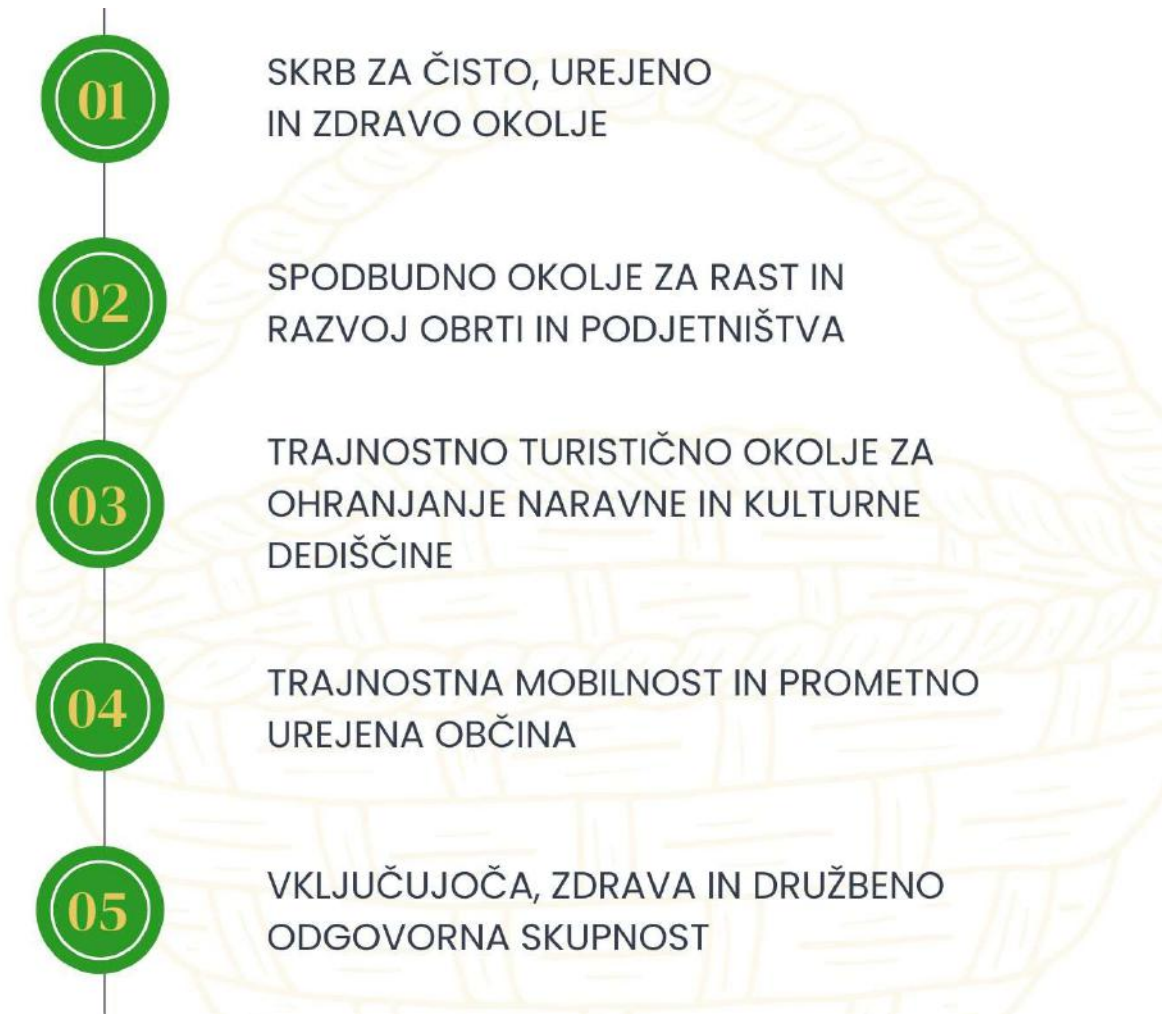 01
SKRB ZA ČISTO, UREJENO
IN ZDRAVO OKOLJE
02
SPODBUDNO OKOLJE ZA RAST IN
RAZVOJ OBRTI IN PODJETNIŠTVA
03
TRAJNOSTNO TURISTIČNO OKOLJE ZA
OHRANJANJE NARAVNE IN KULTURNE
DEDIŠČINE
04
TRAJNOSTNA MOBILNOST IN PROMETNO
UREJENA OBČINA
05
VKLJUČUJOČA, ZDRAVA IN DRUŽBENO
ODGOVORNA SKUPNOST